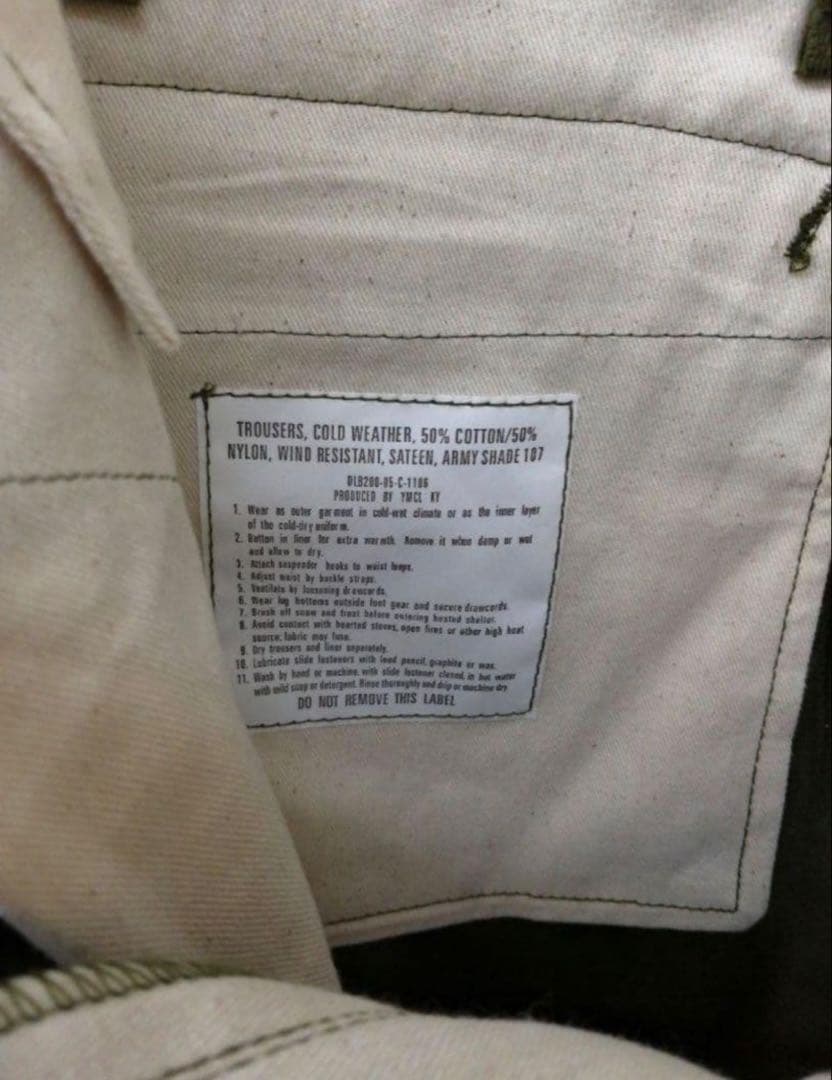 TROUSERS, COLD WEATHER, 50% COTTON/50%
NYLON, WIND RESISTANT, SATEEN, ARMY SHADE 107
DLB200-85-C-1186
PRODUCED BY YMCL KY
1. Wear as outer garment in cold-wet climate or as the inner layer
of the cold-dry uniform.
2. Button in liner for extra warmth. Remove it when damp or wet
and allow to dry.
3. Attach suspender hooks to waist loops.
4. Adjust waist by buckle straps.
5. Ventilate by loosening drawcords.
6. Wear leg bottoms outside foot gear and secure drawcords.
7. Brush off snow and frost before entering heated shelter.
8. Avoid contact with hearted stoves, open fires or other high heat
source; fabric may fuse.
9. Dry trousers and liner separately.
10. Lubricate slide fasteners with lead pencil, graphite or wax.
11. Wash by hand or machine, with slide fastener closed, in hot water
with mild soap or detergent. Rinse thoroughly and drip or machine dry
DO NOT REMOVE THIS LABEL